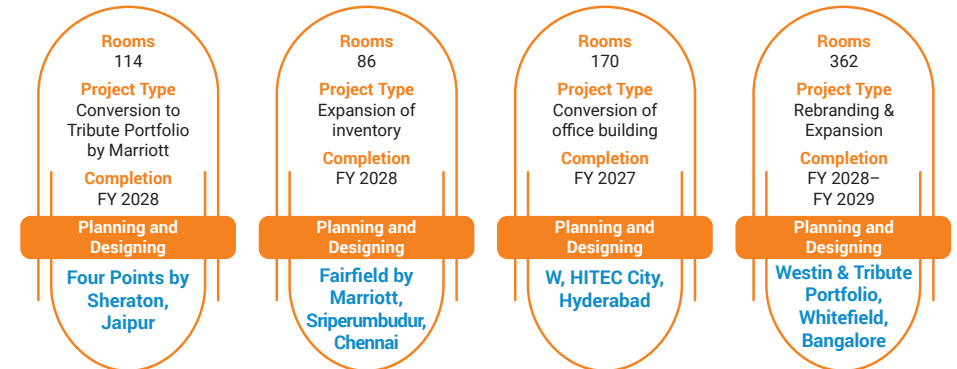 Rooms
114
Project Type
Conversion to
Tribute Portfolio
by Marriott
Completion
FY 2028
Planning and
Designing
Four Points by
Sheraton,
Jaipur
Rooms
86
Project Type
Expansion of
inventory
Completion
FY 2028
Planning and
Designing
Fairfield by
Marriott,
Sriperumbudur,
Chennai
Rooms
170
Project Type
Conversion of
office building
Completion
FY 2027
Planning and
Designing
W, HITEC City,
Hyderabad
Rooms
362
Project Type
Rebranding &
Expansion
Completion
FY 2028–
FY 2029
Planning and
Designing
Westin & Tribute
Portfolio,
Whitefield,
Bangalore